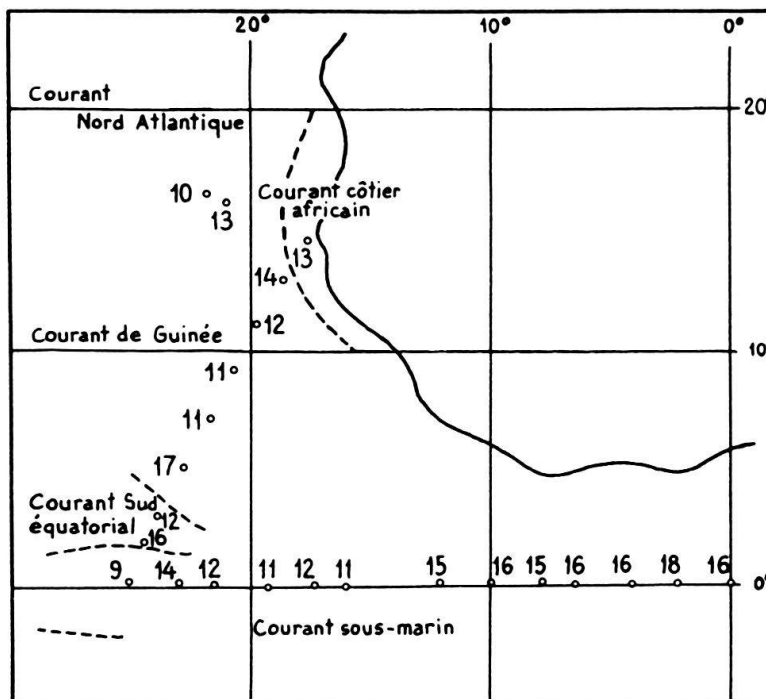 20° 10° 0°
Courant
Nord Atlantique
20
10
13
Courant côtier
africain
13
14
12
Courant de Guinée
10
11
11
17
Courant Sud
équatorial
12
16
9 14 12 11 12 11 15 16 15 16 16 18 16
0°
Courant sous-marin